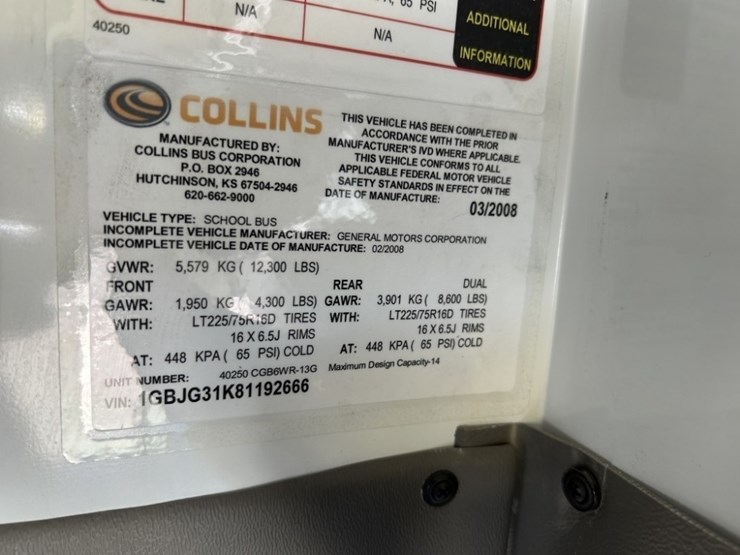 N/A
65 PSI
40250
N/A
ADDITIONAL
INFORMATION
COLLINS
MANUFACTURED BY:
COLLINS BUS CORPORATION
P.O. BOX 2946
HUTCHINSON, KS 67504-2946
620-662-9000
THIS VEHICLE HAS BEEN COMPLETED IN
ACCORDANCE WITH THE PRIOR
MANUFACTURER'S IVD WHERE APPLICABLE.
THIS VEHICLE CONFORMS TO ALL
APPLICABLE FEDERAL MOTOR VEHICLE
SAFETY STANDARDS IN EFFECT ON THE
DATE OF MANUFACTURE:
03/2008
VEHICLE TYPE: SCHOOL BUS
INCOMPLETE VEHICLE MANUFACTURER: GENERAL MOTORS CORPORATION
INCOMPLETE VEHICLE DATE OF MANUFACTURE: 02/2008
GVWR: 5,579 KG ( 12,300 LBS)
FRONT REAR DUAL
GAWR: 1,950 KG 4,300 LBS) GAWR: 3,901 KG ( 8,600 LBS)
WITH: LT225/75R16D TIRES WITH: LT225/75R16D TIRES
16 X 6.5J RIMS 16 X 6.5J RIMS
AT: 448 KPA ( 65 PSI) COLD AT: 448 KPA ( 65 PSI) COLD
UNIT NUMBER: 40250 CGB6WR-13G Maximum Design Capacity-14
VIN: 1GBJG31K81192666